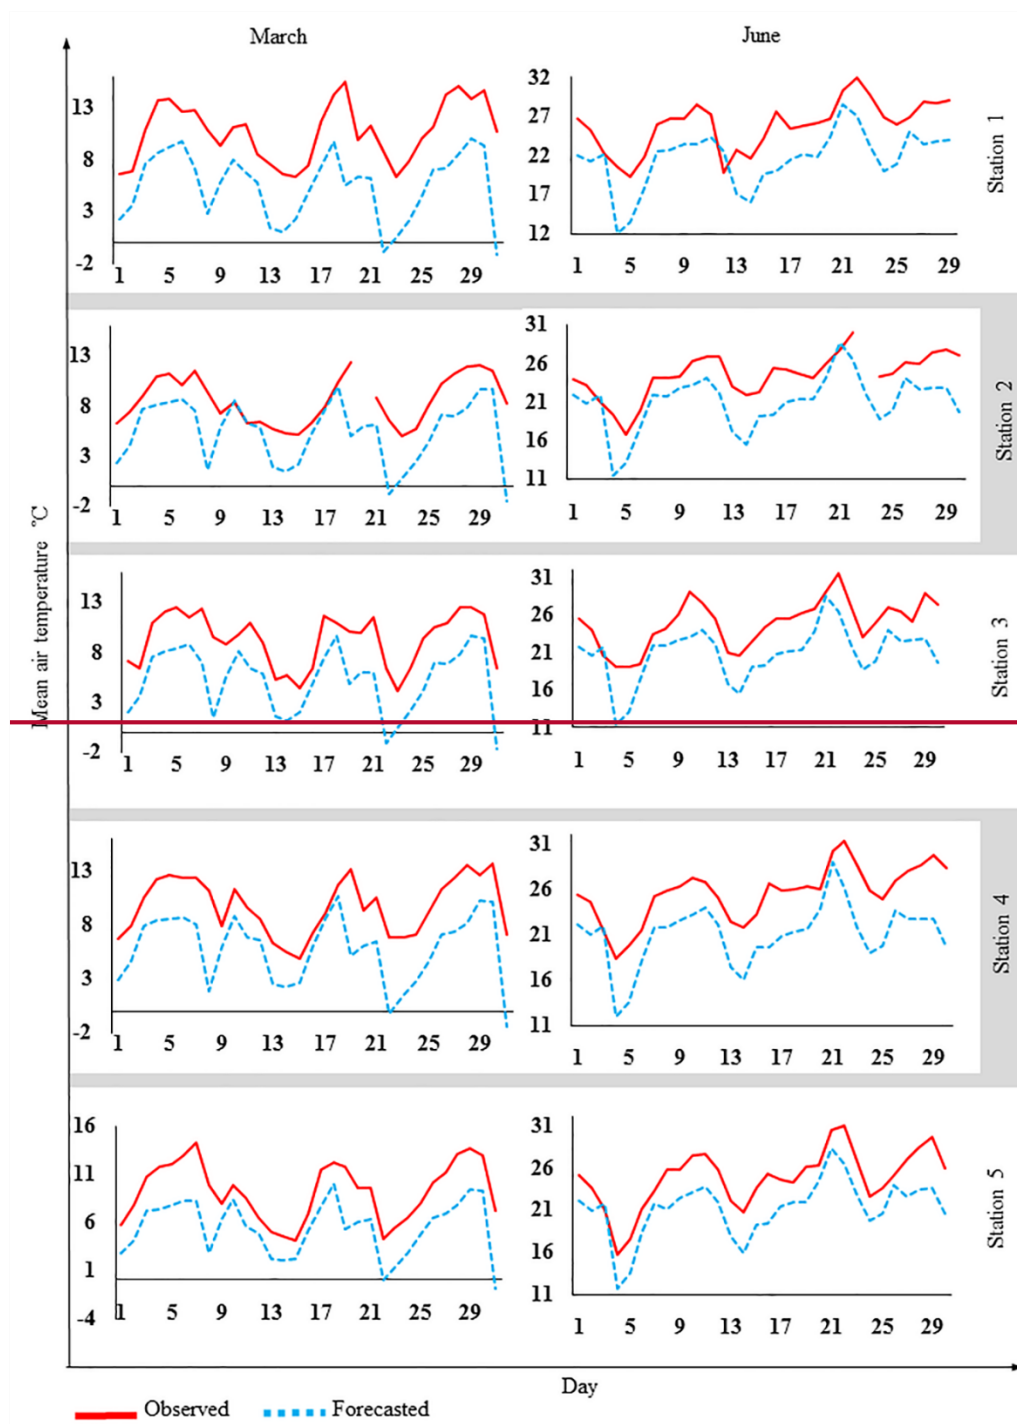 March June
13
8
3
-2
1 5 9 13 17 21 25 29
32
27
22
17
12
1 5 9 13 17 21 25 29
Station 1
13
8
3
-2
1 5 9 13 17 21 25 29
31
26
21
16
11
1 5 9 13 17 21 25 29
Station 2
Mean air temperature °C
13
8
3
-2
1 5 9 13 17 21 25 29
31
26
21
16
11
1 5 9 13 17 21 25 29
Station 3
13
8
3
-2
1 5 9 13 17 21 25 29
31
26
21
16
11
1 5 9 13 17 21 25 29
Station 4
16
11
6
1
-4
1 5 9 13 17 21 25 29
31
26
21
16
11
1 5 9 13 17 21 25 29
Station 5
Day
Observed Forecasted